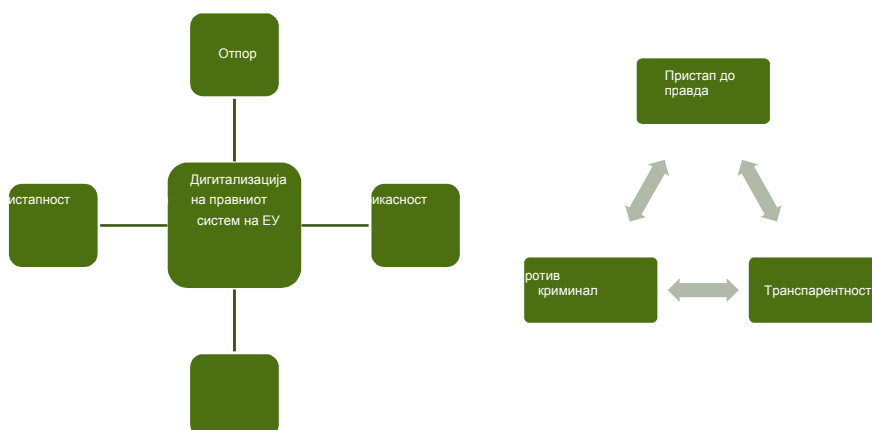 Отпор
Дигитализација
на правниот
систем на ЕУ
истапност
икасност
Пристап до
правда
ротив
криминал
Транспарентност